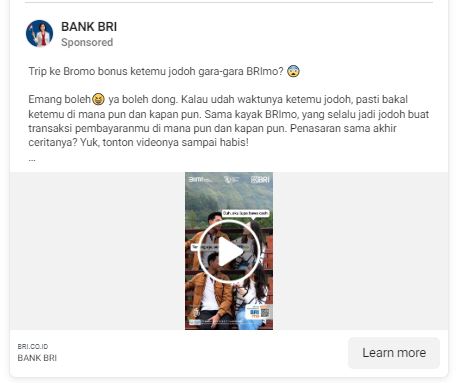 BANK BRI
Sponsored
Trip ke Bromo bonus ketemu jodoh gara-gara BRImo? 😨
Emang boleh😆 ya boleh dong. Kalau udah waktunya ketemu jodoh, pasti bakal
ketemu di mana pun dan kapan pun. Sama kayak BRImo, yang selalu jadi jodoh buat
transaksi pembayaranmu di mana pun dan kapan pun. Penasaran sama akhir
ceritanya? Yuk, tonton videonya sampai habis!
...
BRI
Duh, aku lupa bawa cash
BRI
mo
BRI.CO.ID
BANK BRI
Learn more